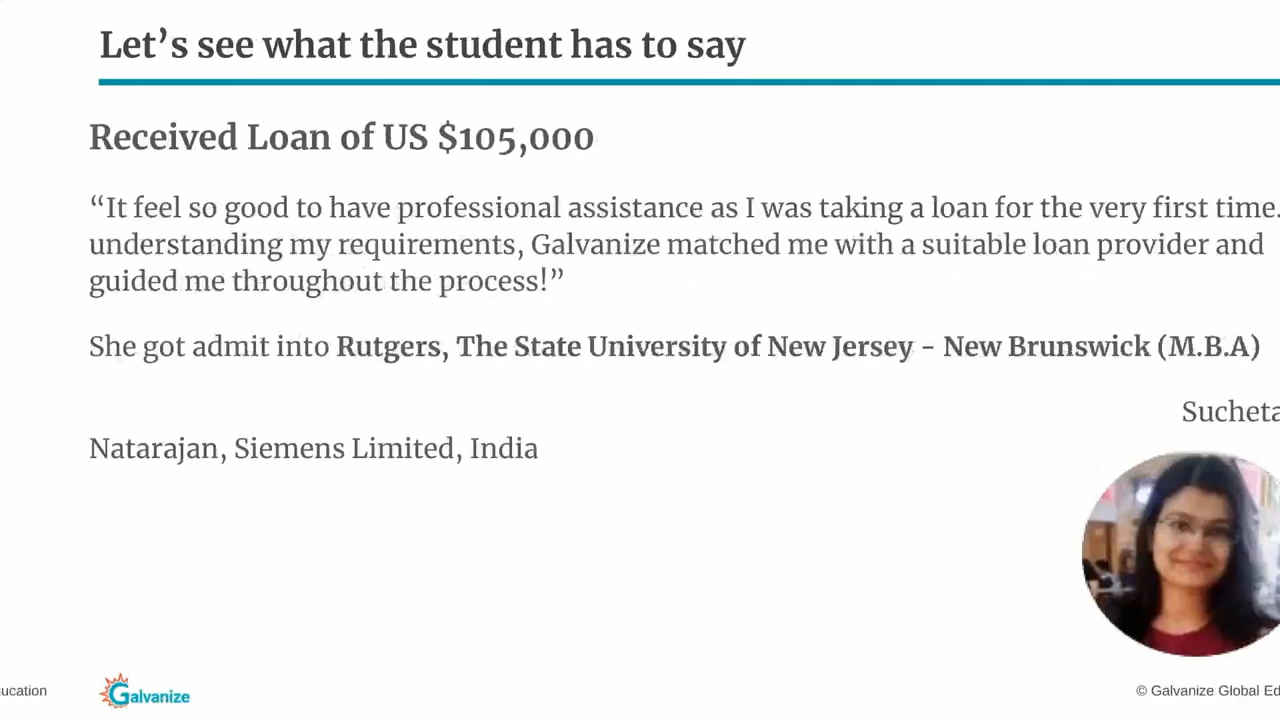 Let’s see what the student has to say
Received Loan of US $105,000
“It feel so good to have professional assistance as I was taking a loan for the very first time.
understanding my requirements, Galvanize matched me with a suitable loan provider and
guided me throughout the process!”
She got admit into Rutgers, The State University of New Jersey - New Brunswick (M.B.A)
Sucheta
Natarajan, Siemens Limited, India
ucation
Galvanize
© Galvanize Global Ed